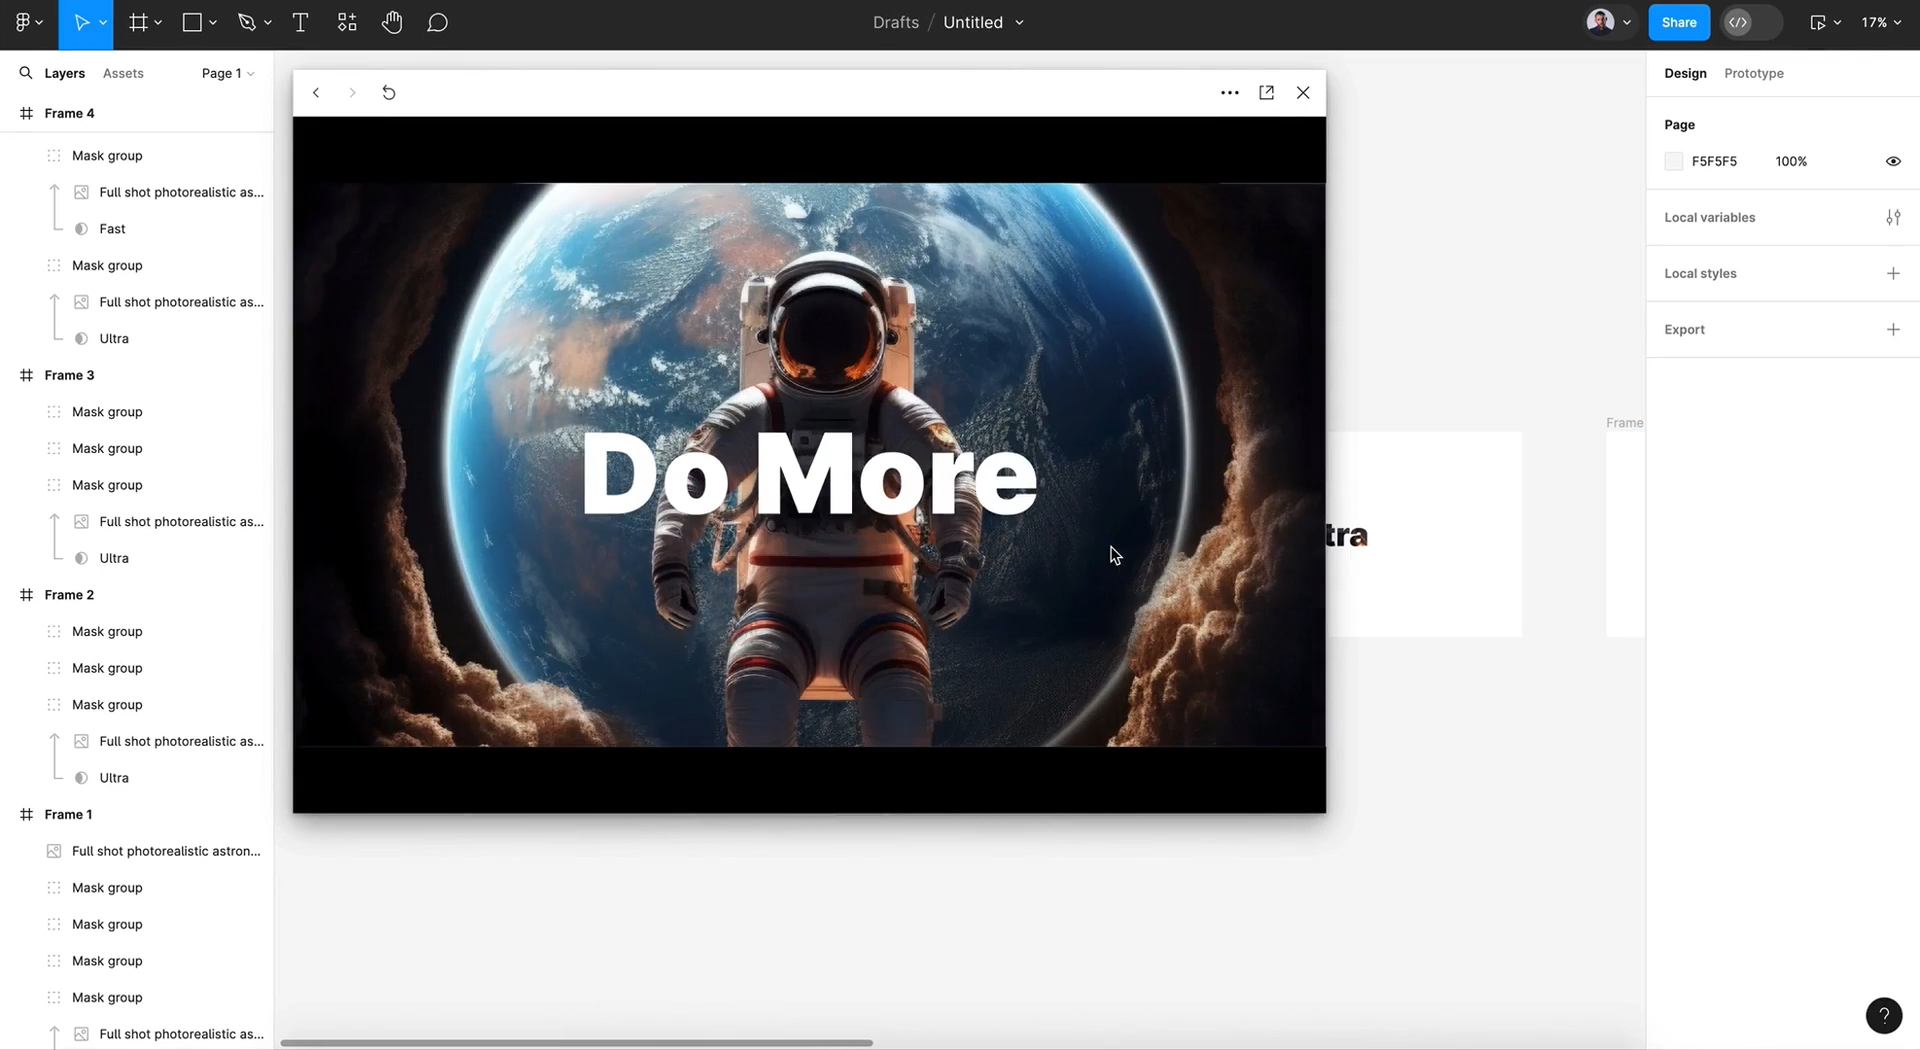 Drafts / Untitled
Share
17%
Layers
Assets
Page 1
Frame 4
Mask group
Full shot photorealistic as...
Fast
Mask group
Full shot photorealistic as...
Ultra
Frame 3
Mask group
Mask group
Mask group
Full shot photorealistic as...
Ultra
Frame 2
Mask group
Mask group
Mask group
Full shot photorealistic as...
Ultra
Frame 1
Full shot photorealistic astron...
Mask group
Mask group
Mask group
Mask group
Full shot photorealistic as...
Do More
tra
Frame
Design
Prototype
Page
F5F5F5
100%
Local variables
Local styles
Export
?